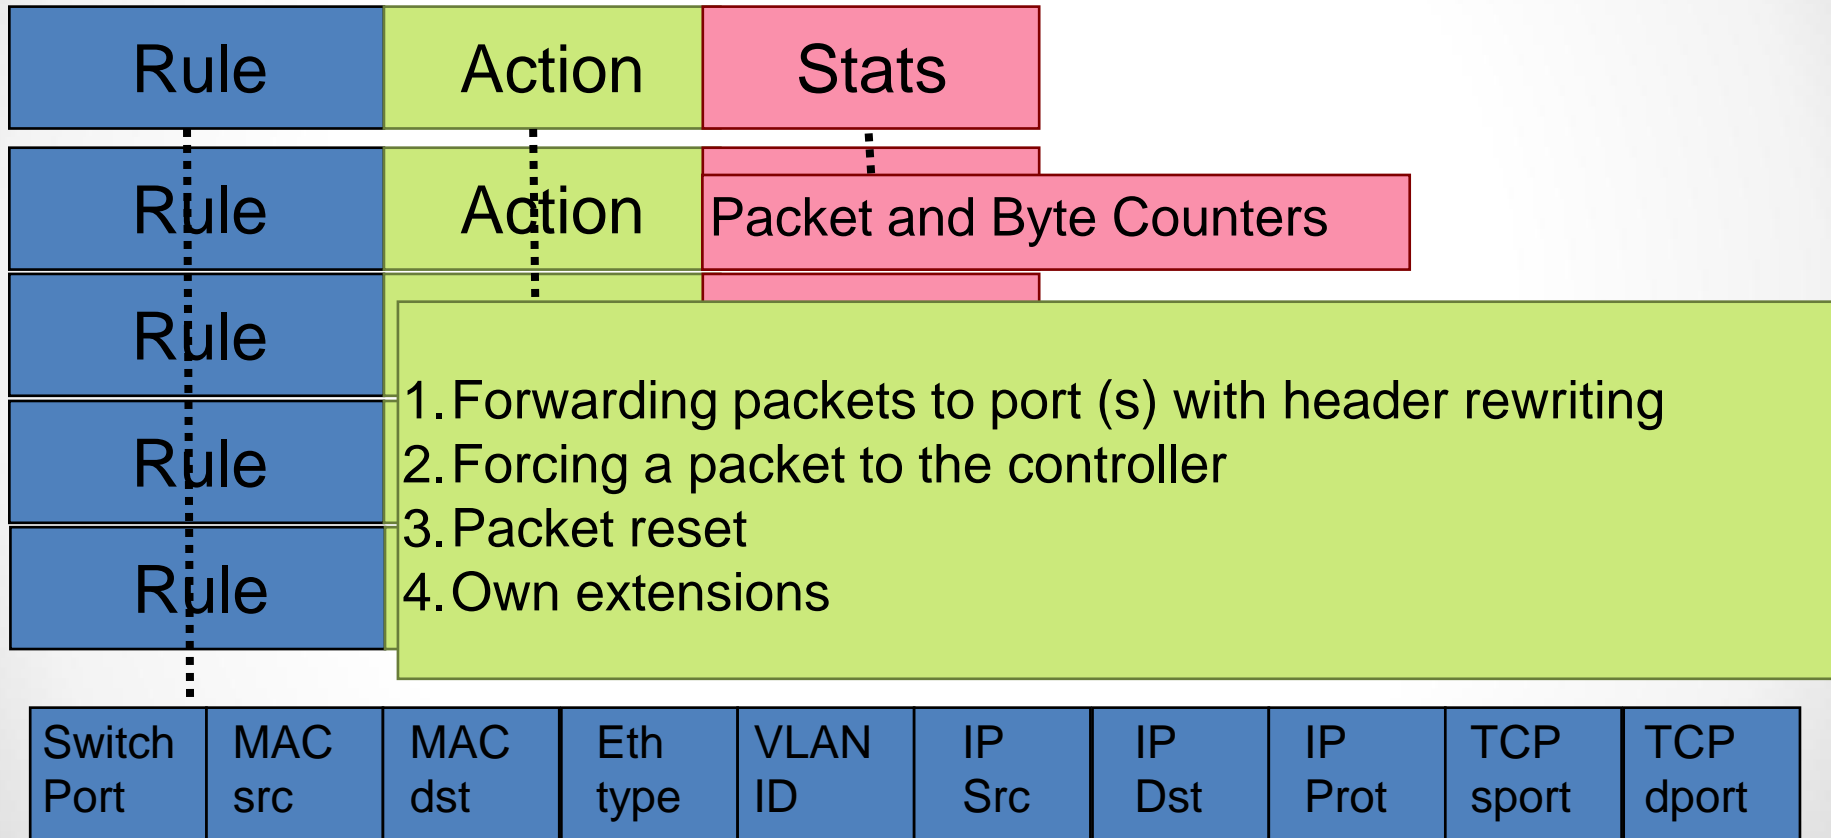 Rule Action Stats
Rule Action Packet and Byte Counters
Rule
1. Forwarding packets to port (s) with header rewriting
Rule
2. Forcing a packet to the controller
3. Packet reset
Rule
4. Own extensions
Switch MAC MAC Eth VLAN IP IP IP TCP TCP
Port src dst type ID Src Dst Prot sport dport